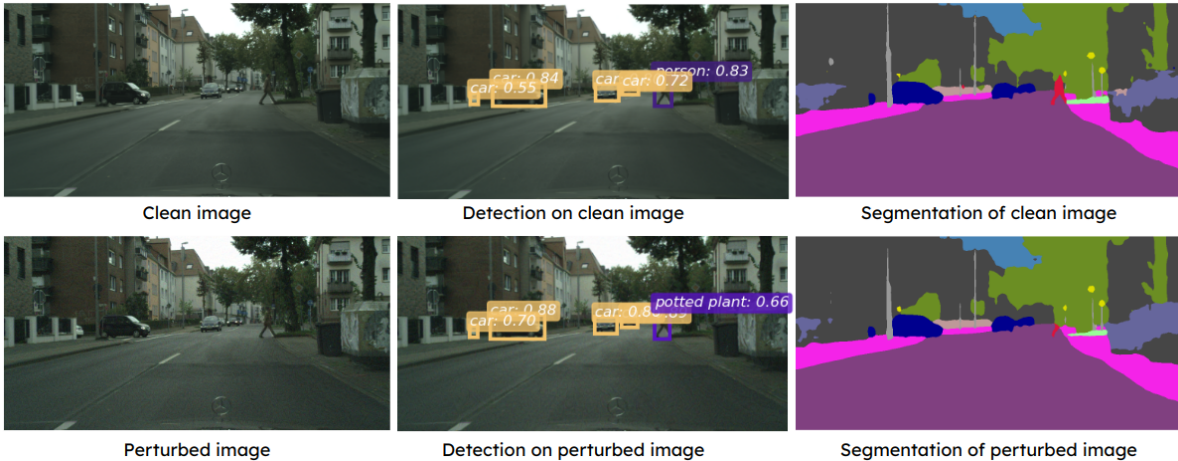 car: 0.84
person: 0.83
car: 0.55
car: 0.72
Clean image
Detection on clean image
Segmentation of clean image
potted plant: 0.66
car: 0.88
car: 0.70
Perturbed image
Detection on perturbed image
Segmentation of perturbed image